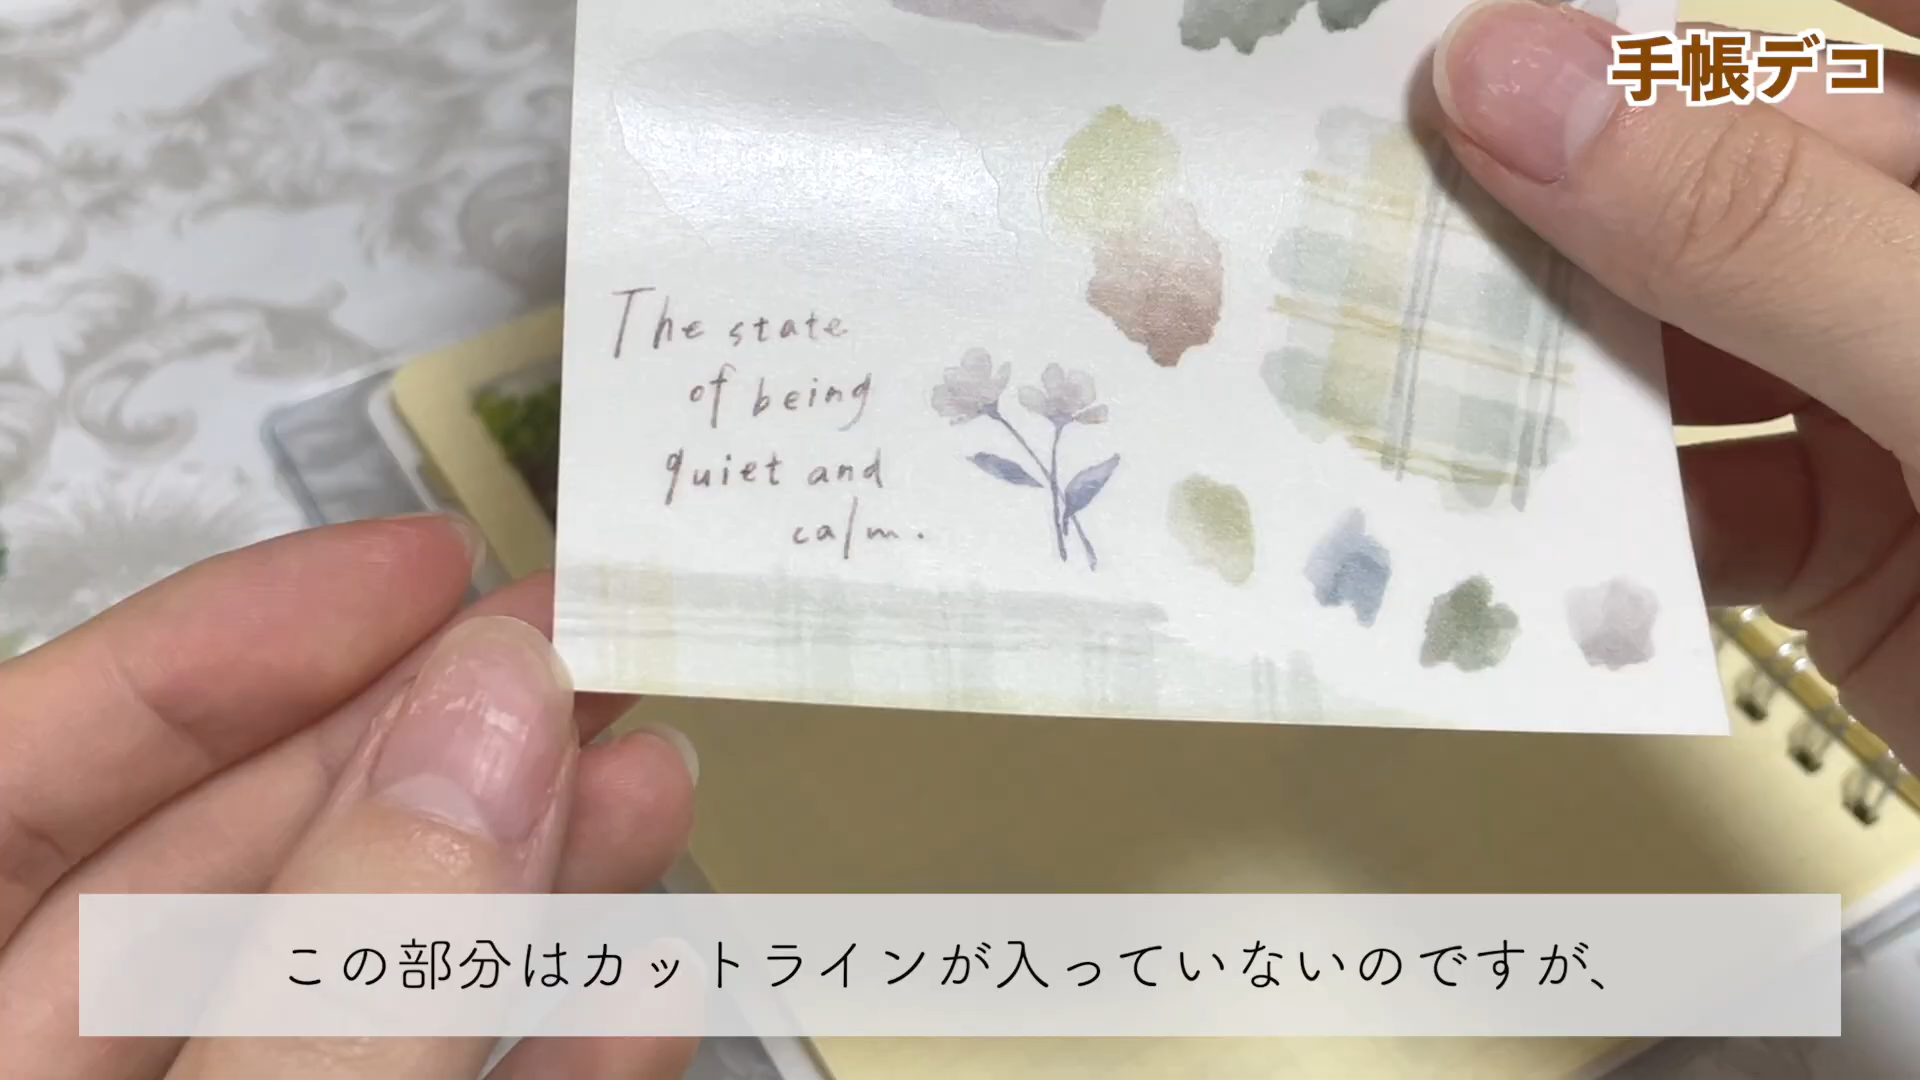 手帳デコ
The state
of being
quiet and
calm.
この部分はカットラインが入っていないのですが、